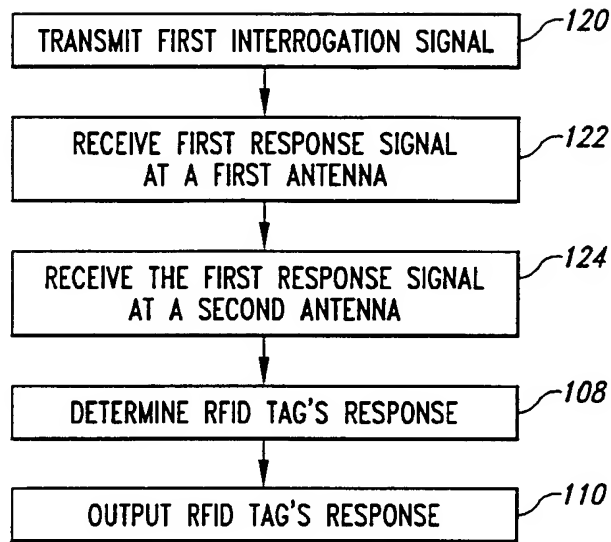 TRANSMIT FIRST INTERROGATION SIGNAL
120
RECEIVE FIRST RESPONSE SIGNAL
AT A FIRST ANTENNA
122
RECEIVE THE FIRST RESPONSE SIGNAL
AT A SECOND ANTENNA
124
DETERMINE RFID TAG'S RESPONSE
108
OUTPUT RFID TAG'S RESPONSE
110